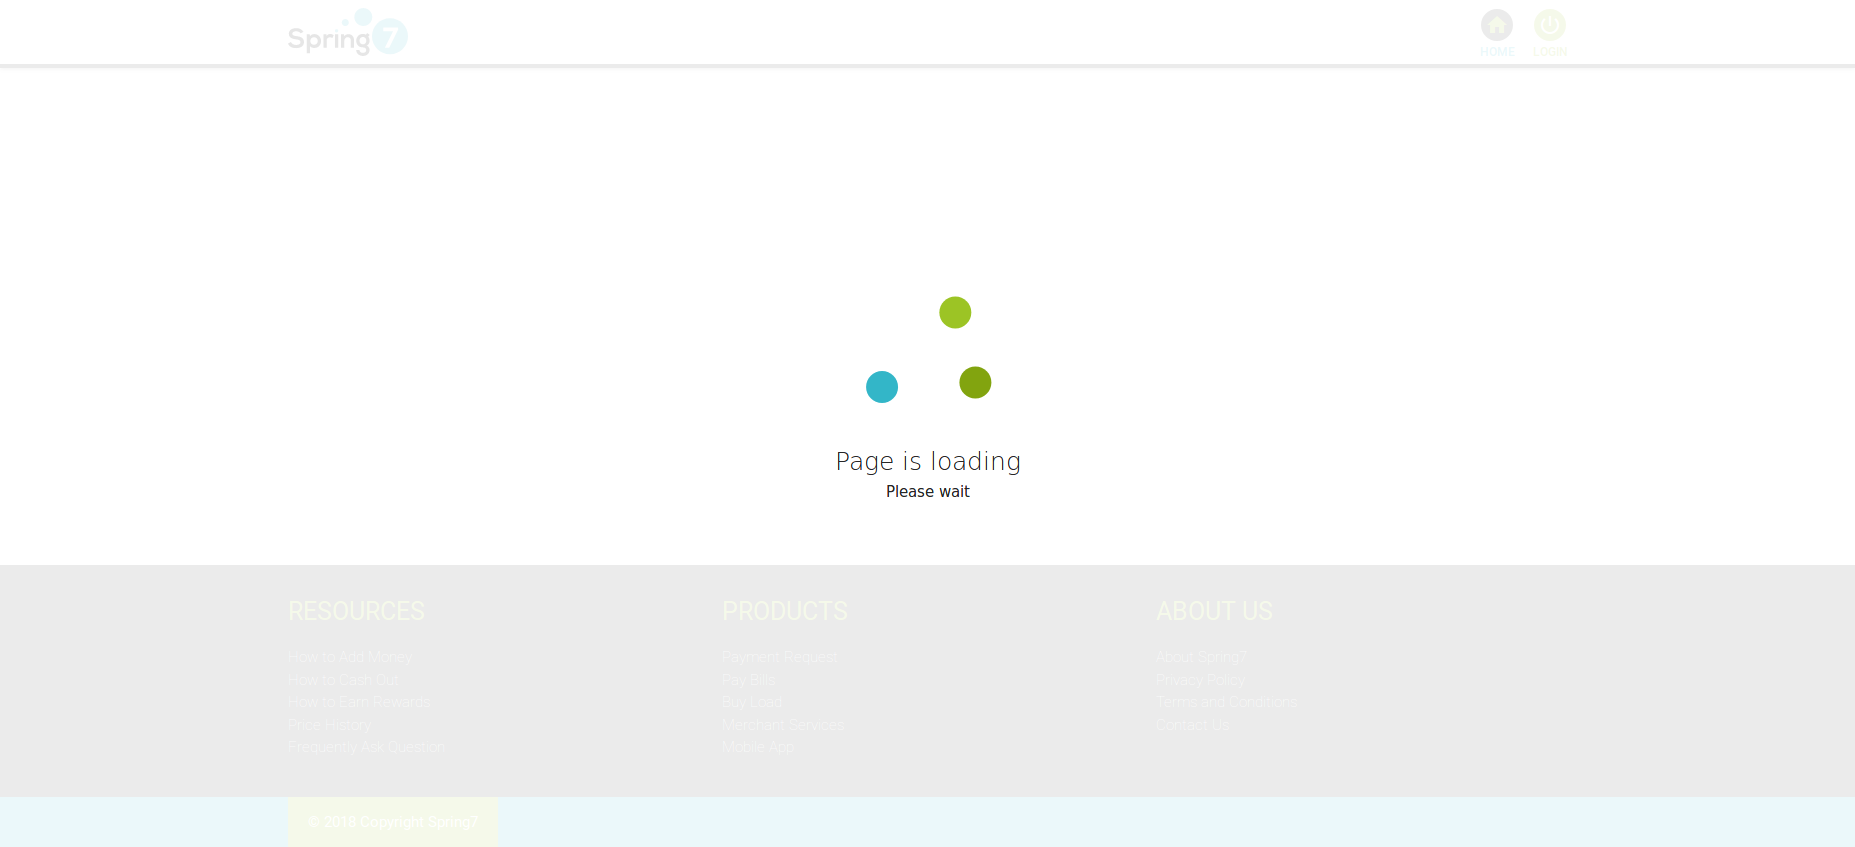 Spring7
HOME LOGIN
Page is loading
Please wait
RESOURCES
How to Add Money
How to Cash Out
How to Earn Rewards
Price History
Frequently Ask Question
PRODUCTS
Payment Request
Pay Bills
Buy Load
Merchant Services
Mobile App
ABOUT US
About Spring7
Privacy Policy
Terms and Conditions
Contact Us
© 2018 Copyright Spring7